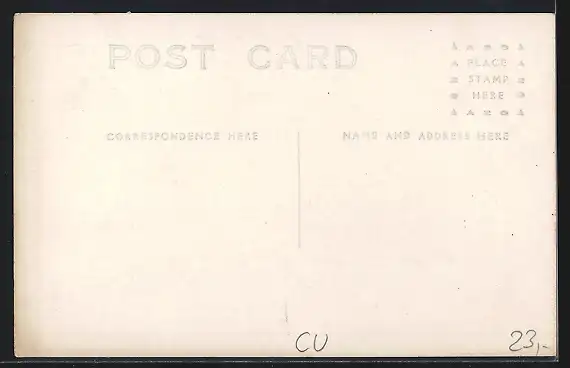 POST CARD
PLACE
STAMP
HERE
CORRESPONDENCE HERE
NAME AND ADDRESS HERE
CU
23,-